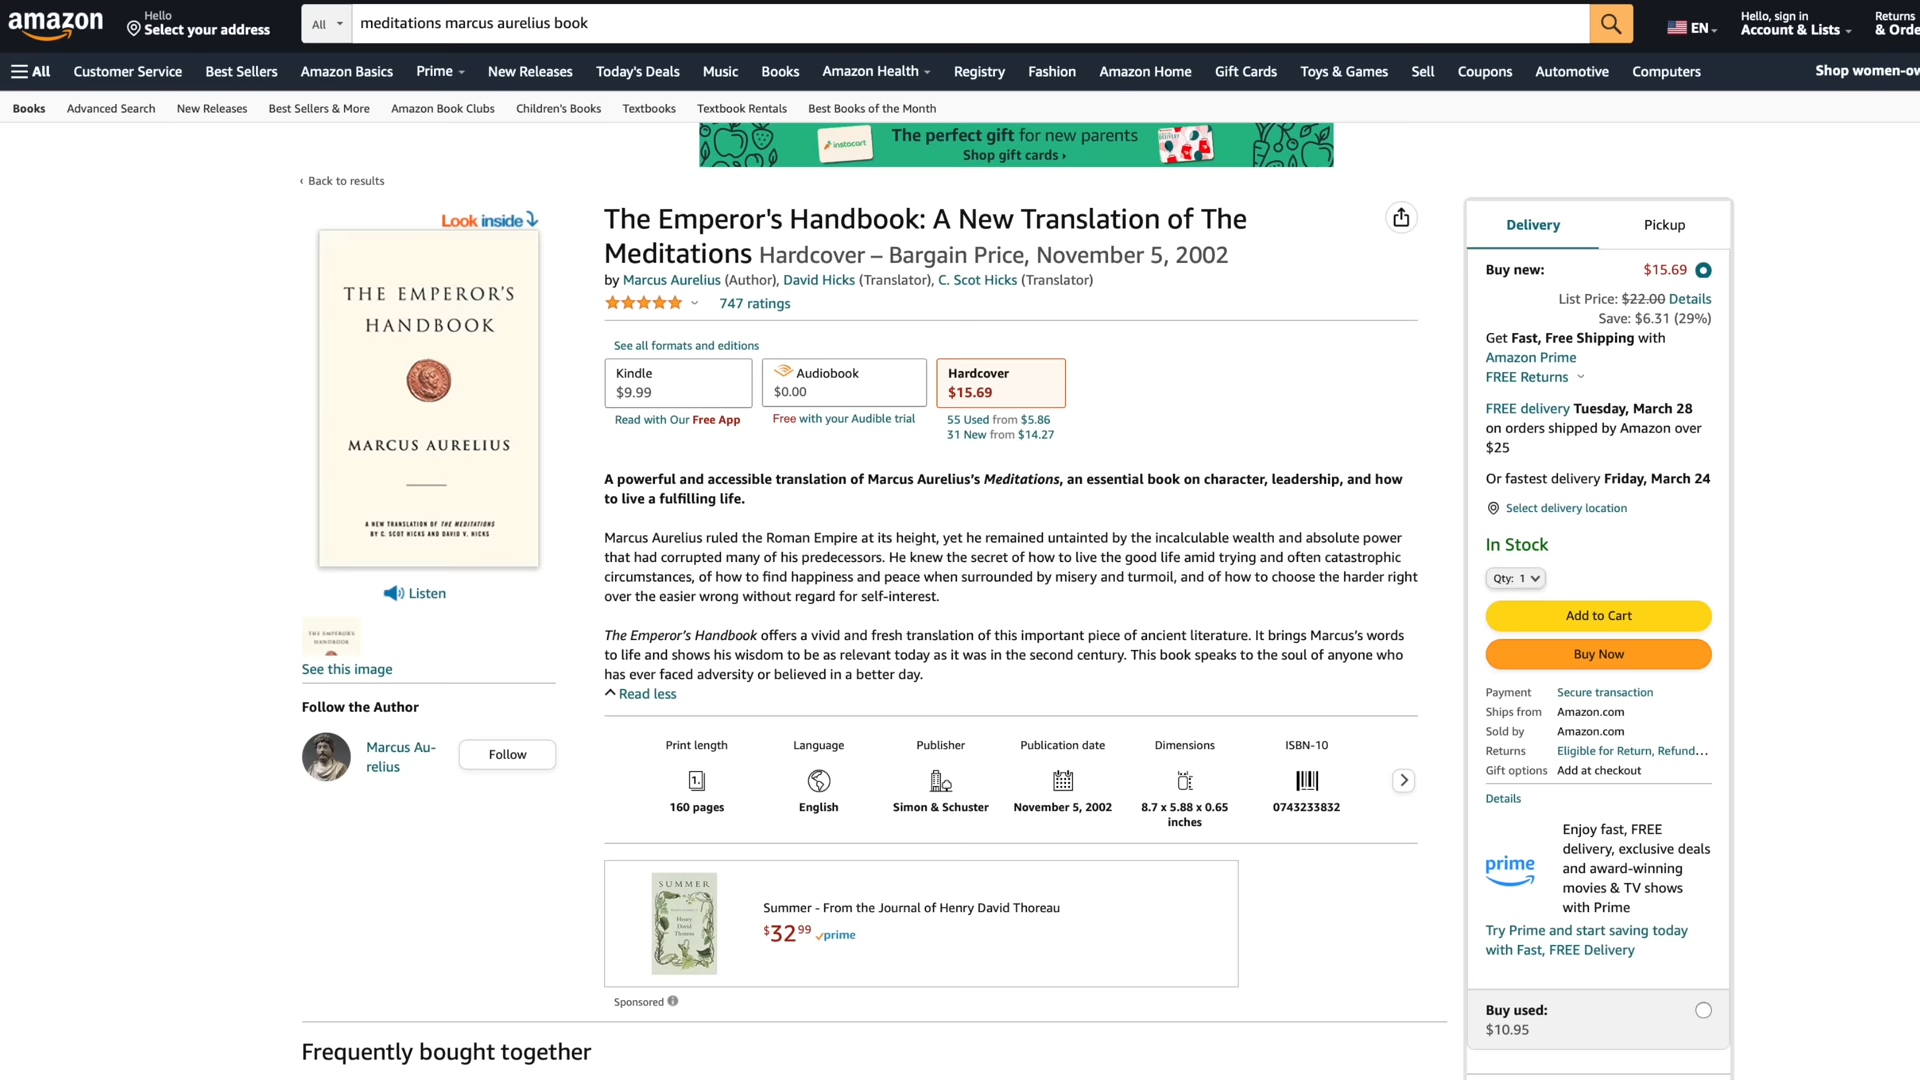 amazon
Hello
Select your address
All
meditations marcus aurelius book
EN
Hello, sign in
Account & Lists
Returns
& Orde
All
Customer Service
Best Sellers
Amazon Basics
Prime
New Releases
Today's Deals
Music
Books
Amazon Health
Registry
Fashion
Amazon Home
Gift Cards
Toys & Games
Sell
Coupons
Automotive
Computers
Shop women-ow
Books
Advanced Search
New Releases
Best Sellers & More
Amazon Book Clubs
Children's Books
Textbooks
Textbook Rentals
Best Books of the Month
instacart
The perfect gift for new parents
Shop gift cards ›
‹ Back to results
Look inside
THE EMPEROR'S
HANDBOOK
MARCUS AURELIUS
A NEW TRANSLATION OF THE MEDITATIONS
BY C. SCOT HICKS AND DAVID V. HICKS
Listen
THE EMPEROR'S
HANDBOOK
See this image
Follow the Author
Marcus Au-
relius
Follow
The Emperor's Handbook: A New Translation of The
Meditations Hardcover – Bargain Price, November 5, 2002
by Marcus Aurelius (Author), David Hicks (Translator), C. Scot Hicks (Translator)
747 ratings
See all formats and editions
Kindle
$9.99
Read with Our Free App
Audiobook
$0.00
Free with your Audible trial
Hardcover
$15.69
55 Used from $5.86
31 New from $14.27
A powerful and accessible translation of Marcus Aurelius’s Meditations, an essential book on character, leadership, and how
to live a fulfilling life.
Marcus Aurelius ruled the Roman Empire at its height, yet he remained untainted by the incalculable wealth and absolute power
that had corrupted many of his predecessors. He knew the secret of how to live the good life amid trying and often catastrophic
circumstances, of how to find happiness and peace when surrounded by misery and turmoil, and of how to choose the harder right
over the easier wrong without regard for self-interest.
The Emperor’s Handbook offers a vivid and fresh translation of this important piece of ancient literature. It brings Marcus’s words
to life and shows his wisdom to be as relevant today as it was in the second century. This book speaks to the soul of anyone who
has ever faced adversity or believed in a better day.
Read less
Print length
1.
160 pages
Language
English
Publisher
Simon & Schuster
Publication date
November 5, 2002
Dimensions
8.7 x 5.88 x 0.65
inches
ISBN-10
0743233832
SUMMER
Henry
David
Thoreau
Summer - From the Journal of Henry David Thoreau
$32 99 prime
Sponsored
Frequently bought together
Delivery
Pickup
Buy new:
$15.69
List Price: $22.00 Details
Save: $6.31 (29%)
Get Fast, Free Shipping with
Amazon Prime
FREE Returns
FREE delivery Tuesday, March 28
on orders shipped by Amazon over
$25
Or fastest delivery Friday, March 24
Select delivery location
In Stock
Qty: 1
Add to Cart
Buy Now
Payment Secure transaction
Ships from Amazon.com
Sold by Amazon.com
Returns Eligible for Return, Refund…
Gift options Add at checkout
Details
prime
Enjoy fast, FREE
delivery, exclusive deals
and award-winning
movies & TV shows
with Prime
Try Prime and start saving today
with Fast, FREE Delivery
Buy used:
$10.95